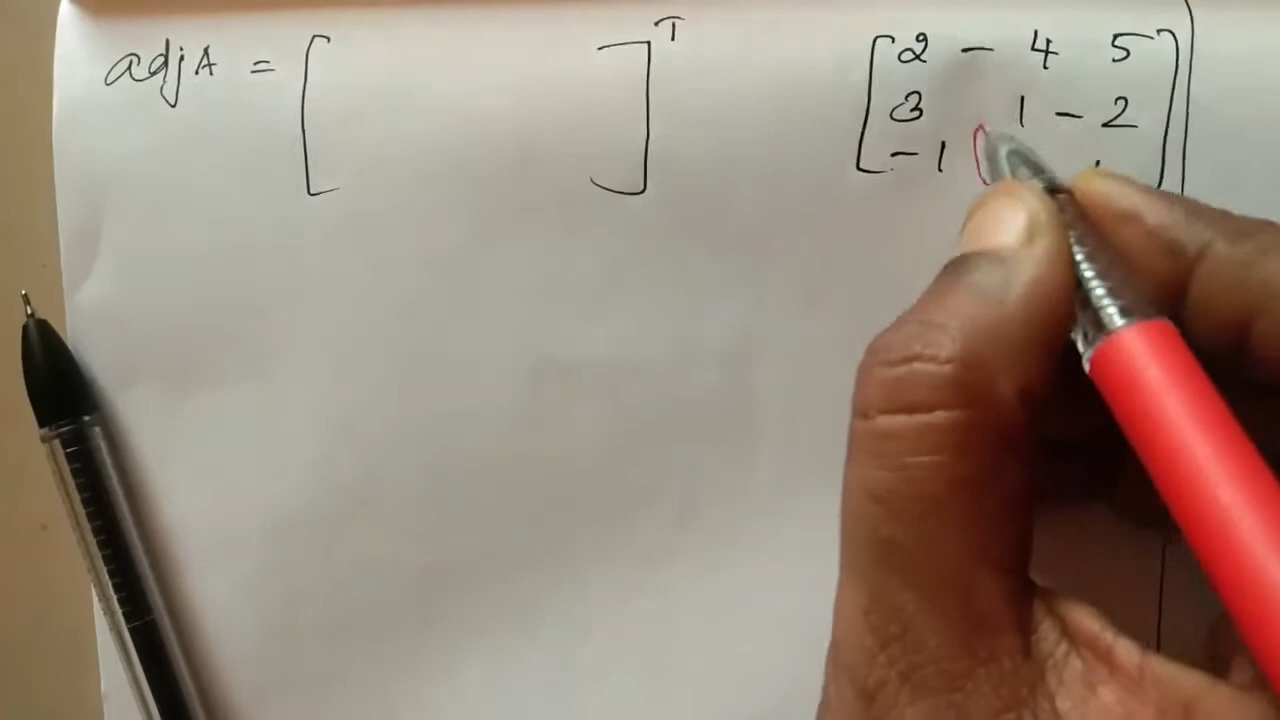 adj A = [ ]ᵀ [ 2 - 4 5
3 1 - 2
- 1 ]